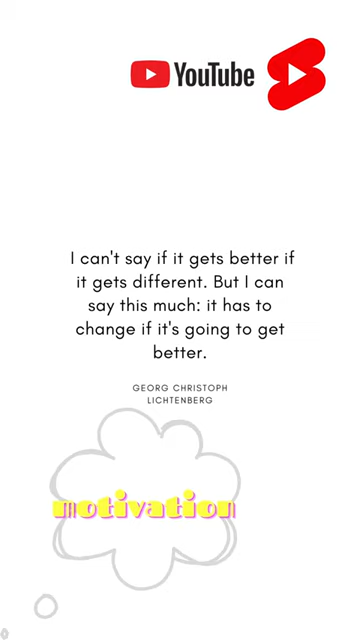 YouTube
I can't say if it gets better if
it gets different. But I can
say this much: it has to
change if it's going to get
better.
GEORG CHRISTOPH
LICHTENBERG
motivation